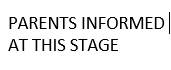 PARENTS INFORMED
AT THIS STAGE